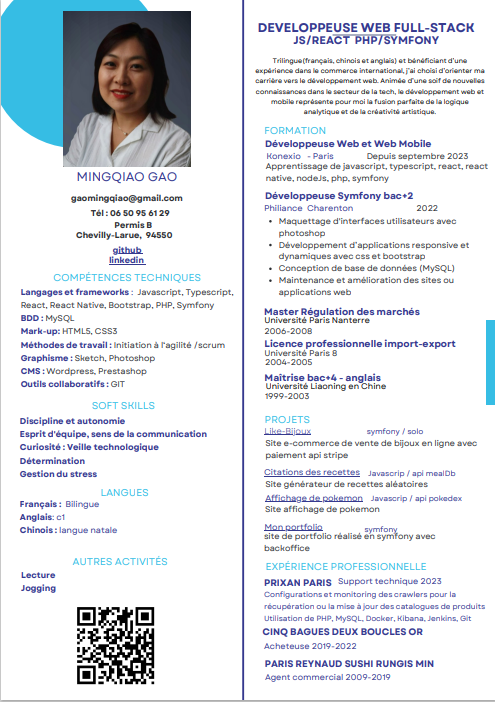 MINGQIAO GAO
gaomingqiao@gmail.com
Tél : 06 50 95 61 29
Permis B
Chevilly-Larue, 94550
github
linkedin
COMPÉTENCES TECHNIQUES
Langages et frameworks : Javascript, Typescript,
React, React Native, Bootstrap, PHP, Symfony
BDD : MySQL
Mark-up: HTML5, CSS3
Méthodes de travail : Initiation à l'agilité /scrum
Graphisme : Sketch, Photoshop
CMS : Wordpress, Prestashop
Outils collaboratifs : GIT
SOFT SKILLS
Discipline et autonomie
Esprit d'équipe, sens de la communication
Curiosité : Veille technologique
Détermination
Gestion du stress
LANGUES
Français : Bilingue
Anglais: c1
Chinois : langue natale
AUTRES ACTIVITÉS
Lecture
Jogging
DEVELOPPEUSE WEB FULL-STACK
JS/REACT PHP/SYMFONY
Trilingue(français, chinois et anglais) et bénéficiant d'une
expérience dans le commerce international, j'ai choisi d'orienter ma
carrière vers le développement web. Animée d'une soif de nouvelles
connaissances dans le secteur de la tech, le développement web et
mobile représente pour moi la fusion parfaite de la logique
analytique et de la créativité artistique.
FORMATION
Développeuse Web et Web Mobile
Konexio - Paris Depuis septembre 2023
Apprentissage de javascript, typescript, react, react
native, nodeJs, php, symfony
Développeuse Symfony bac+2
Philiance Charenton 2022
• Maquettage d'interfaces utilisateurs avec
photoshop
• Développement d'applications responsive et
dynamiques avec css et bootstrap
• Conception de base de données (MySQL)
• Maintenance et amélioration des sites ou
applications web
Master Régulation des marchés
Université Paris Nanterre
2006-2008
Licence professionnelle import-export
Université Paris 8
2004-2005
Maîtrise bac+4 - anglais
Université Liaoning en Chine
1999-2003
PROJETS
Like-Bijoux symfony / solo
Site e-commerce de vente de bijoux en ligne avec
paiement api stripe
Citations des recettes Javascrip / api mealDb
Site générateur de recettes aléatoires
Affichage de pokemon Javascrip / api pokedex
Site affichage de pokemon
Mon portfolio symfony
site de portfolio réalisé en symfony avec
backoffice
EXPÉRIENCE PROFESSIONNELLE
PRIXAN PARIS Support technique 2023
Configurations et monitoring des crawlers pour la
récupération ou la mise à jour des catalogues de produits
Utilisation de PHP, MySQL, Docker, Kibana, Jenkins, Git
CINQ BAGUES DEUX BOUCLES OR
Acheteuse 2019-2022
PARIS REYNAUD SUSHI RUNGIS MIN
Agent commercial 2009-2019